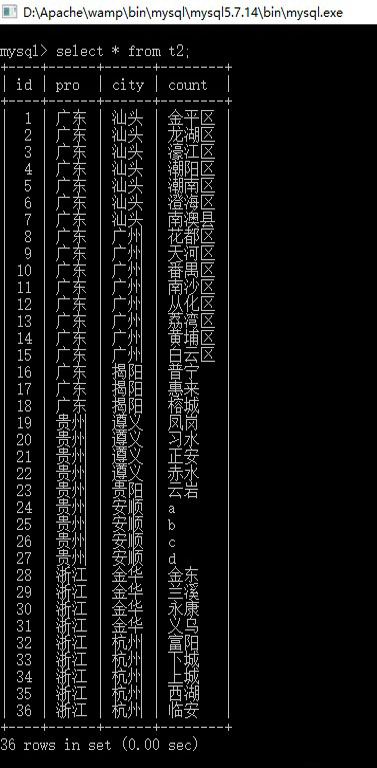 D:\Apache\wamp\bin\mysql\mysql5.7.14\bin\mysql.exe
mysql> select * from t2;
| id | pro | city | count |
| 1 | 广东 | 汕头 | 金平区
| 2 | 广东 | 汕头 | 龙湖区
| 3 | 广东 | 汕头 | 濠江区
| 4 | 广东 | 汕头 | 潮阳区
| 5 | 广东 | 汕头 | 潮南区
| 6 | 广东 | 汕头 | 澄海区
| 7 | 广东 | 汕头 | 南澳县
| 8 | 广东 | 广州 | 花都区
| 9 | 广东 | 广州 | 天河区
| 10 | 广东 | 广州 | 番禺区
| 11 | 广东 | 广州 | 南沙区
| 12 | 广东 | 广州 | 从化区
| 13 | 广东 | 广州 | 荔湾区
| 14 | 广东 | 广州 | 黄埔区
| 15 | 广东 | 广州 | 白云区
| 16 | 广东 | 揭阳 | 普宁
| 17 | 广东 | 揭阳 | 惠来
| 18 | 广东 | 揭阳 | 榕城
| 19 | 贵州 | 遵义 | 凤岗
| 20 | 贵州 | 遵义 | 习水
| 21 | 贵州 | 遵义 | 正安
| 22 | 贵州 | 遵义 | 赤水
| 23 | 贵州 | 贵阳 | 云岩
| 24 | 贵州 | 安顺 | a
| 25 | 贵州 | 安顺 | b
| 26 | 贵州 | 安顺 | c
| 27 | 贵州 | 安顺 | d
| 28 | 浙江 | 金华 | 金东
| 29 | 浙江 | 金华 | 兰溪
| 30 | 浙江 | 金华 | 永康
| 31 | 浙江 | 金华 | 义乌
| 32 | 浙江 | 杭州 | 富阳
| 33 | 浙江 | 杭州 | 下城
| 34 | 浙江 | 杭州 | 上城
| 35 | 浙江 | 杭州 | 西湖
| 36 | 浙江 | 杭州 | 临安
36 rows in set (0.00 sec)